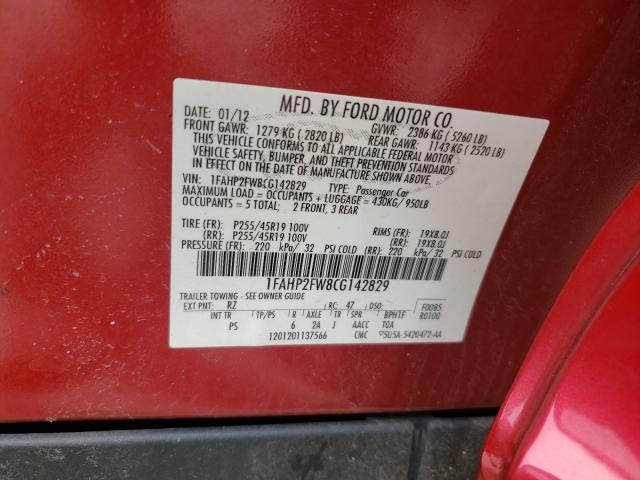 MFD. BY FORD MOTOR CO.
DATE: 01/12 GVWR: 2386 KG ( 5260 LB)
FRONT GAWR: 1279 KG ( 2820 LB) REAR GAWR: 1143 KG ( 2520 LB)
THIS VEHICLE CONFORMS TO ALL APPLICABLE FEDERAL MOTOR
VEHICLE SAFETY, BUMPER, AND THEFT PREVENTION STANDARDS
IN EFFECT ON THE DATE OF MANUFACTURE SHOWN ABOVE.
VIN: 1FAHP2FW8CG142829 TYPE: Passenger Car
MAXIMUM LOAD = OCCUPANTS + LUGGAGE = 430KG/ 950LB
OCCUPANTS = 5 TOTAL; 2 FRONT, 3 REAR
TIRE (FR): P255/45R19 100V RIMS (FR): 19X8.0J
(RR): P255/45R19 100V (RR): 19X8.0J
PRESSURE (FR): 220 kPa/ 32 PSI COLD (RR): 220 kPa/ 32 PSI COLD
1FAHP2FW8CG142829
TRAILER TOWING - SEE OWNER GUIDE
EXT PNT: RZ RC: 47 DSO: F0085
INT TR TP/PS R AXLE TR SPR BPHTF R0100
PS 6 2A J AACC TOA
1201201137566 CMC 5U5A-5420472-AA